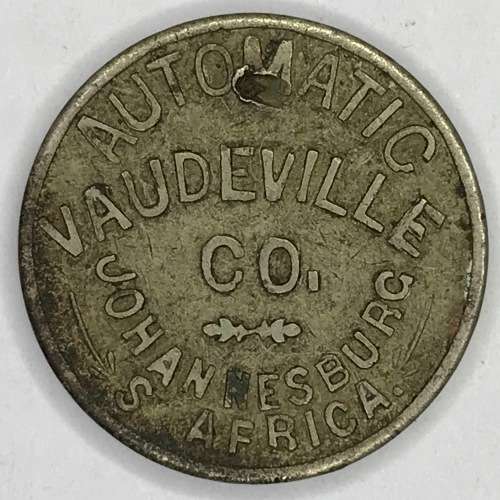 AUTOMATIC
VAUDEVILLE
CO.
JOHANNESBURG
S AFRICA.